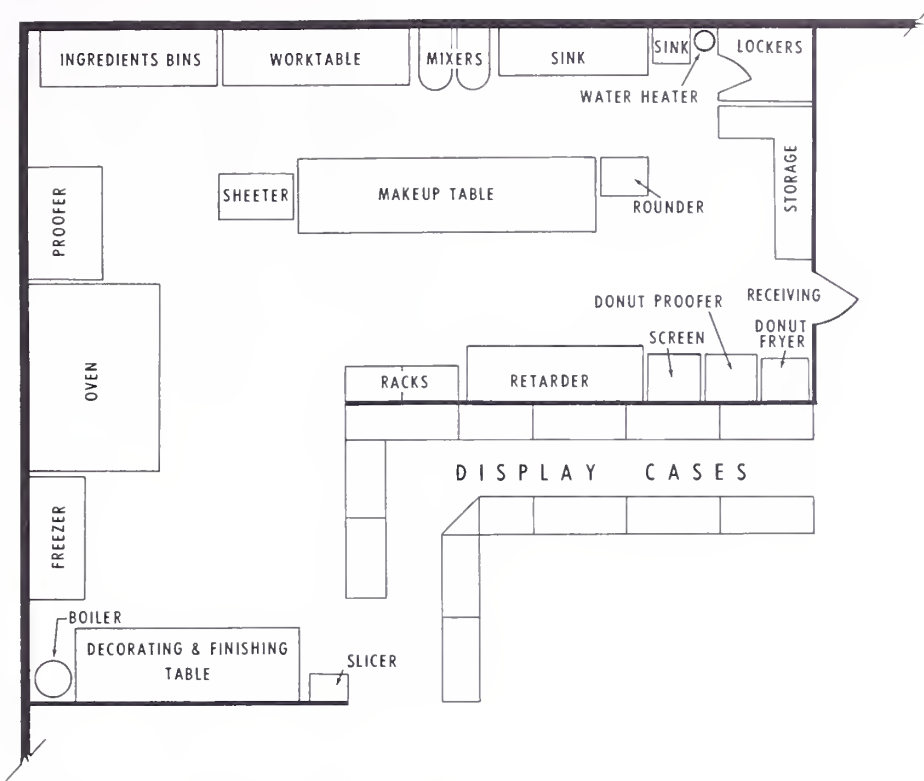 INGREDIENTS BINS
WORKTABLE
MIXERS
SINK
SINK
LOCKERS
WATER HEATER
STORAGE
PROOFER
SHEETER
MAKEUP TABLE
ROUNDER
RECEIVING
DONUT PROOFER
DONUT
FRYER
SCREEN
OVEN
RACKS
RETARDER
DISPLAY CASES
FREEZER
BOILER
DECORATING & FINISHING
TABLE
SLICER